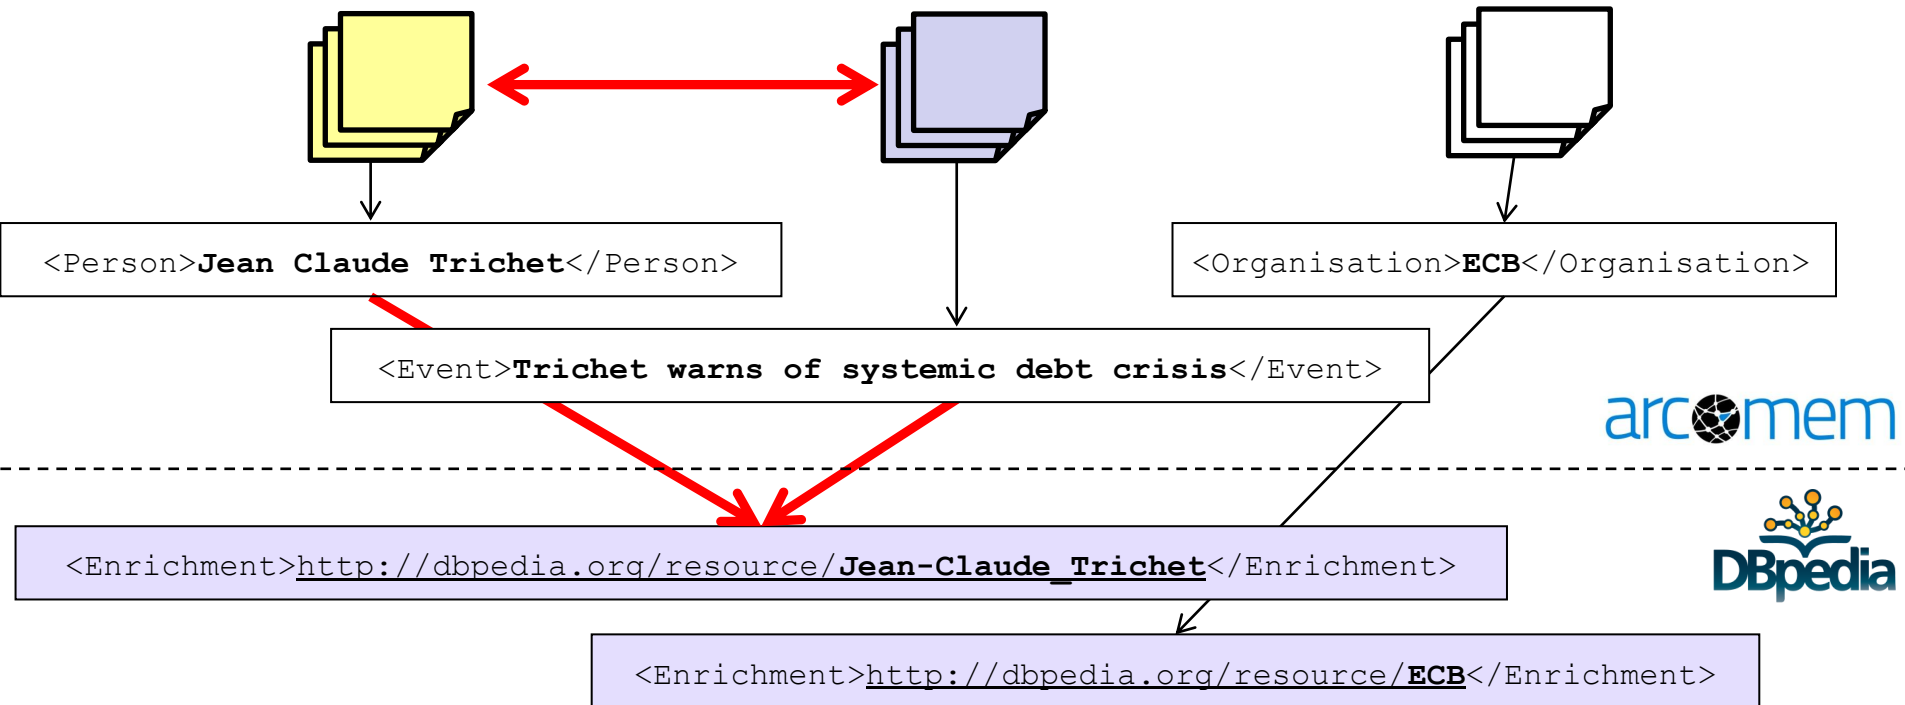 <Person>Jean Claude Trichet</Person>
<Organisation>ECB</Organisation>
<Event>Trichet warns of systemic debt crisis</Event>
arcomem
<Enrichment>http://dbpedia.org/resource/Jean-Claude_Trichet</Enrichment>
DBpedia
<Enrichment>http://dbpedia.org/resource/ECB</Enrichment>